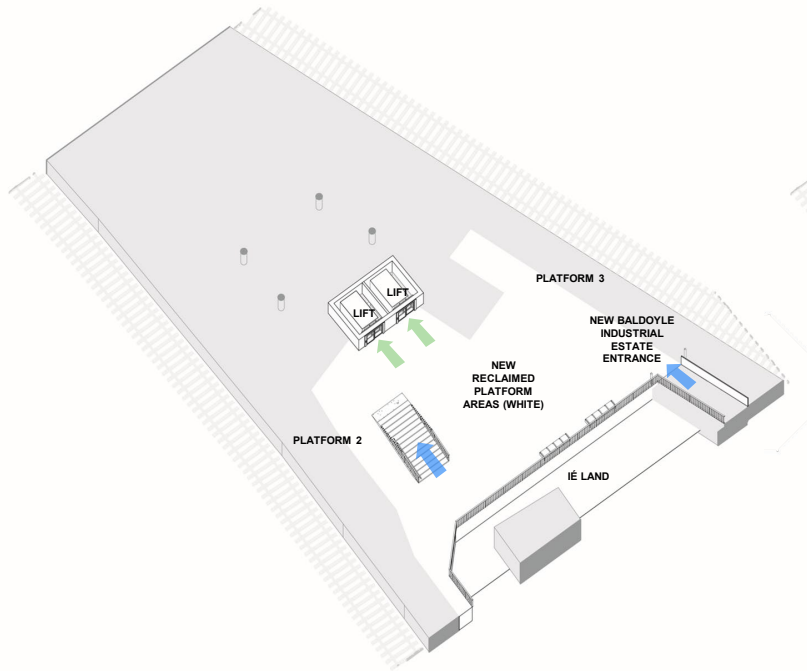 PLATFORM 3
LIFT
LIFT
NEW BALDOYLE
INDUSTRIAL
ESTATE
ENTRANCE
NEW
RECLAIMED
PLATFORM
AREAS (WHITE)
PLATFORM 2
IÉ LAND